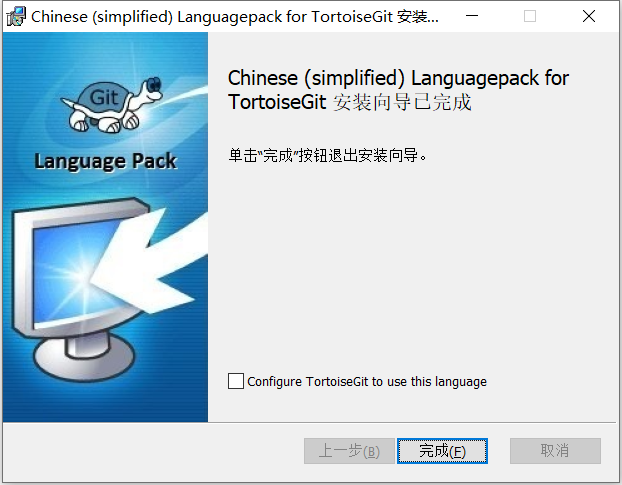 Chinese (simplified) Languagepack for TortoiseGit 安装...
Git
Language Pack
Chinese (simplified) Languagepack for
TortoiseGit 安装向导已完成
单击“完成”按钮退出安装向导。
Configure TortoiseGit to use this language
上一步(B)
完成(F)
取消